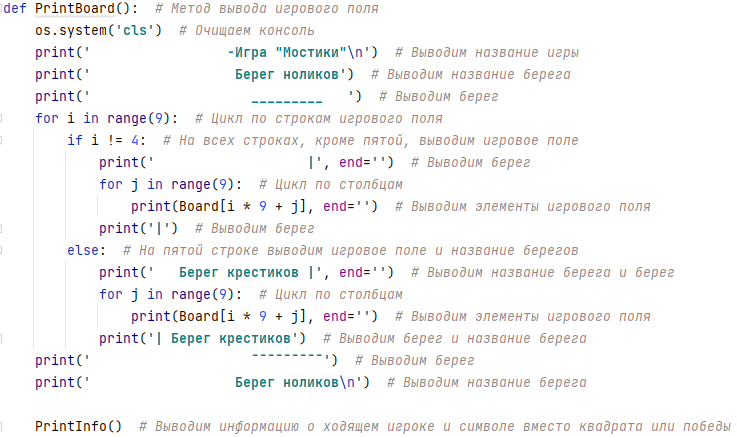 def PrintBoard():  # Метод вывода игрового поля
    os.system('cls')  # Очищаем консоль
    print('                 -Игра "Мостики"\n')  # Выводим название игры
    print('                  Берег ноликов')  # Выводим название берега
    print('                    _________   ')  # Выводим берег
    for i in range(9):  # Цикл по строкам игрового поля
        if i != 4:  # На всех строках, кроме пятой, выводим игровое поле
            print('                   |', end='')  # Выводим берег
            for j in range(9):  # Цикл по столбцам
                print(Board[i * 9 + j], end='')  # Выводим элементы игрового поля
            print('|')  # Выводим берег
        else:  # На пятой строке выводим игровое поле и название берегов
            print('   Берег крестиков |', end='')  # Выводим название берега и берег
            for j in range(9):  # Цикл по столбцам
                print(Board[i * 9 + j], end='')  # Выводим элементы игрового поля
            print('| Берег крестиков')  # Выводим берег и название берега
    print('                    ¯¯¯¯¯¯¯¯¯')  # Выводим берег
    print('                  Берег ноликов\n')  # Выводим название берега
    PrintInfo()  # Выводим информацию о ходящем игроке и символе вместо квадрата или победы